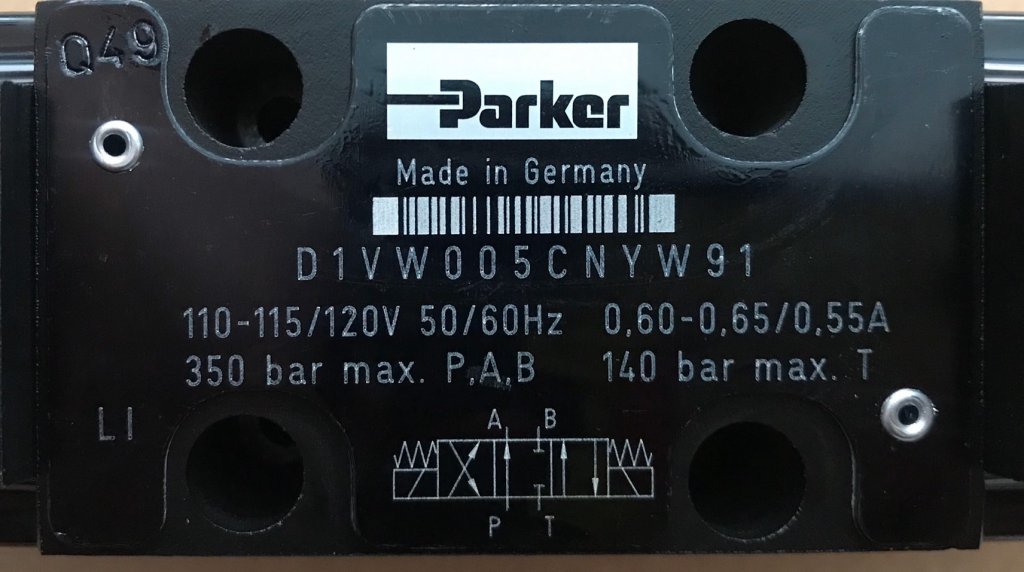 Q49
Parker
Made in Germany
D1VW005CNYW91
110-115/120V 50/60Hz 0,60-0,65/0,55A
350 bar max. P,A,B 140 bar max. T
LI
A B
P T